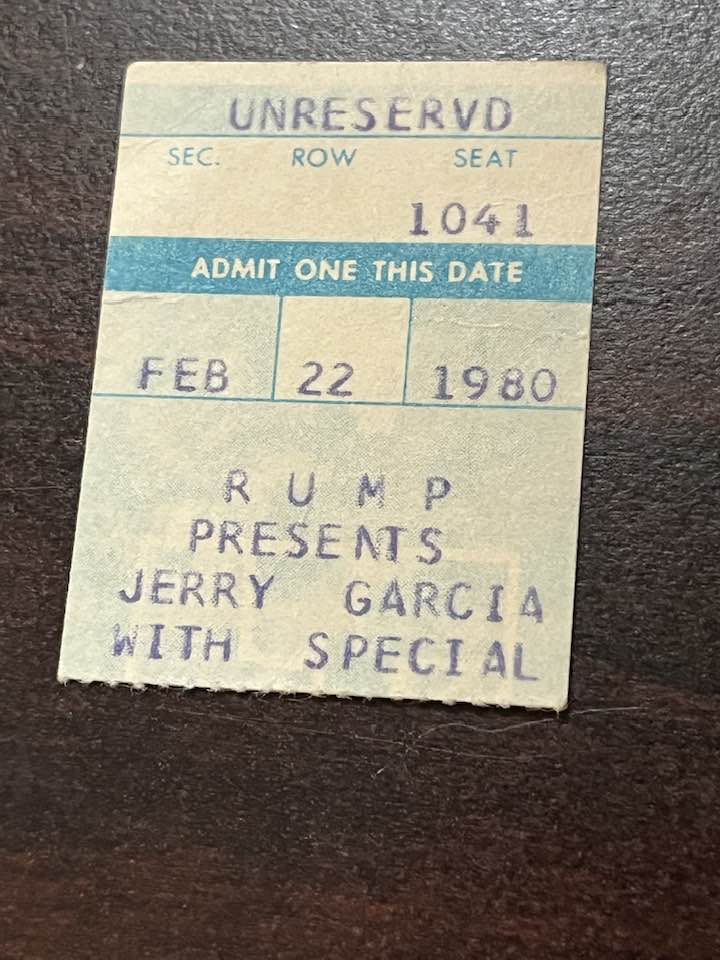 UNRESERVD
SEC. ROW SEAT
1041
ADMIT ONE THIS DATE
FEB 22 1980
R U M P
PRESENTS
JERRY GARCIA
WITH SPECIAL